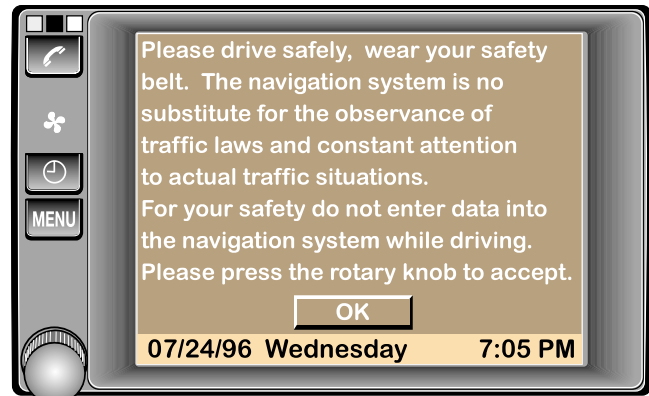 Please drive safely, wear your safety
belt. The navigation system is no
substitute for the observance of
traffic laws and constant attention
to actual traffic situations.
For your safety do not enter data into
the navigation system while driving.
Please press the rotary knob to accept.
OK
07/24/96 Wednesday 7:05 PM
MENU